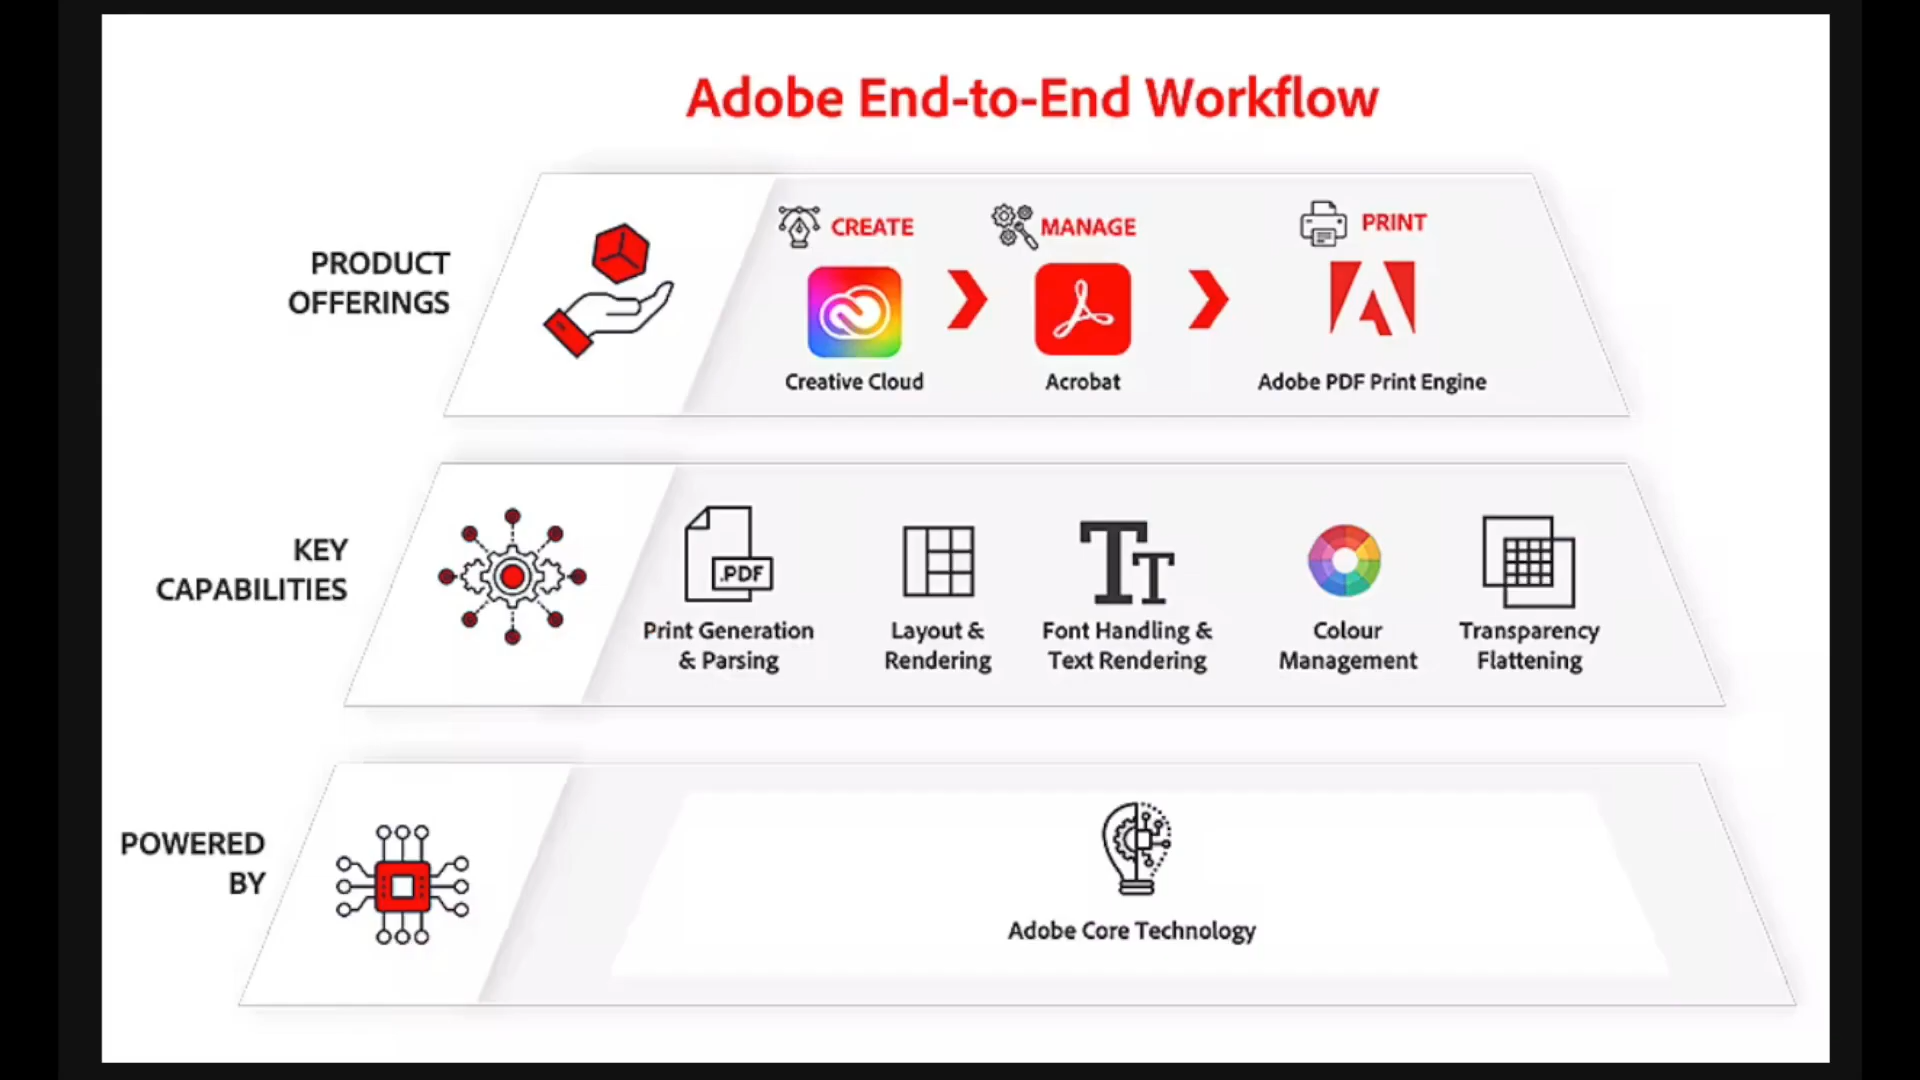 Adobe End-to-End Workflow
PRODUCT
OFFERINGS
CREATE
MANAGE
PRINT
Creative Cloud
Acrobat
Adobe PDF Print Engine
KEY
CAPABILITIES
.PDF
TT
Print Generation
& Parsing
Layout &
Rendering
Font Handling &
Text Rendering
Colour
Management
Transparency
Flattening
POWERED
BY
Adobe Core Technology